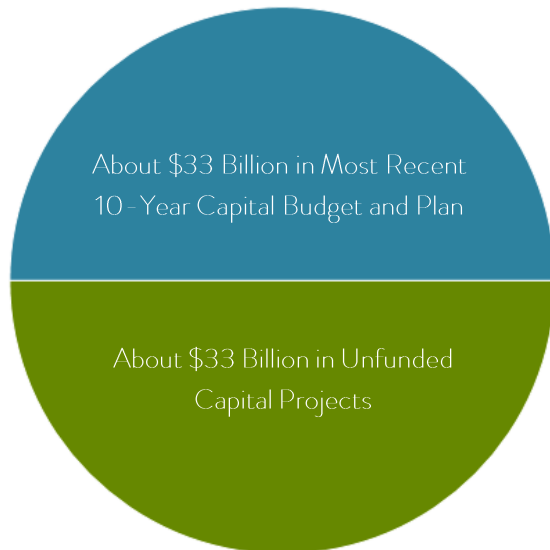 About $33 Billion in Most Recent
10-Year Capital Budget and Plan
About $33 Billion in Unfunded
Capital Projects